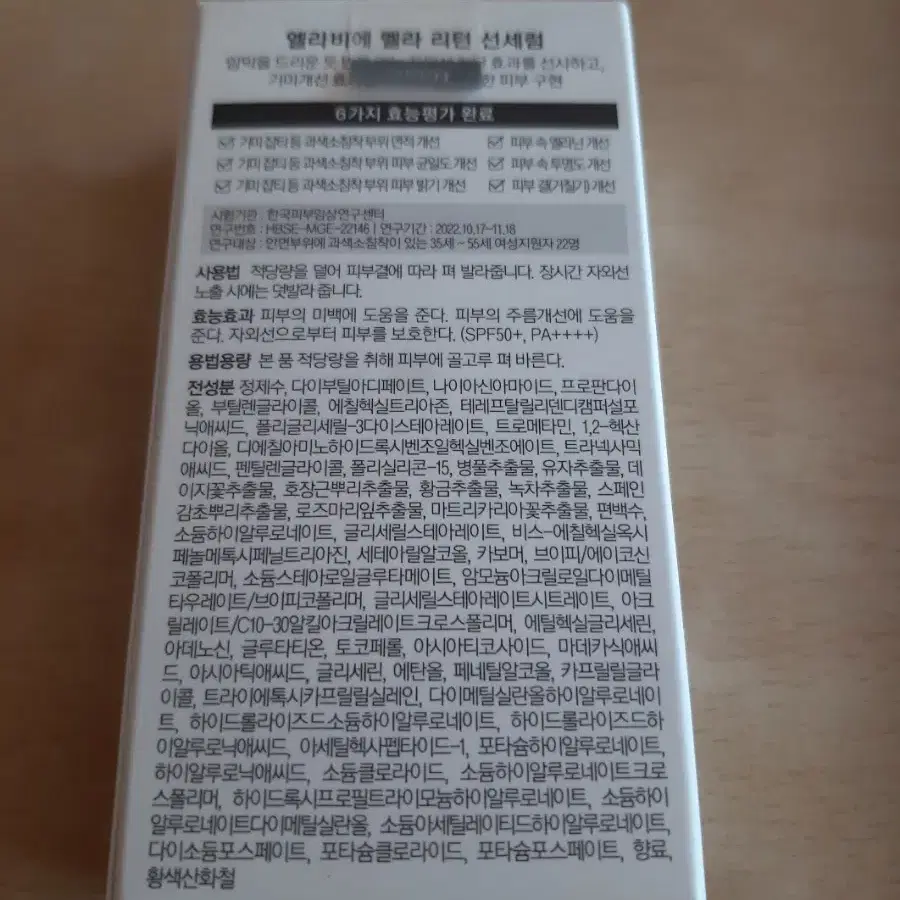 엘리비에 멜라 리턴 선세럼
암막을 드리운 듯 효과를 선사하고,
기미개선 한 피부 구현
6가지 효능평가 완료
☑ 기미 잡티 등 과색소침착 부위 면적 개선 ☑ 피부 속 멜라닌 개선
☑ 기미 잡티 등 과색소침착 부위 피부 균일도 개선 ☑ 피부 속 투명도 개선
☑ 기미 잡티 등 과색소침착 부위 피부 밝기 개선 ☑ 피부 결(거칠기) 개선
시험기관 : 한국피부임상연구센터
연구번호 : HBSE-MGE-22146 | 연구기간 : 2022.10.17~11.18
연구대상 : 안면부위에 과색소침착이 있는 35세 ~ 55세 여성지원자 22명
사용법 적당량을 덜어 피부결에 따라 펴 발라줍니다. 장시간 자외선
노출 시에는 덧발라 줍니다.
효능효과 피부의 미백에 도움을 준다. 피부의 주름개선에 도움을
준다. 자외선으로부터 피부를 보호한다. (SPF50+, PA++++)
용법용량 본 품 적당량을 취해 피부에 골고루 펴 바른다.
전성분 정제수, 다이부틸아디페이트, 나이아신아마이드, 프로판다이
올, 부틸렌글라이콜, 에칠헥실트리아존, 테레프탈릴리덴디캠퍼설포
닉애씨드, 폴리글리세릴-3다이스테아레이트, 트로메타민, 1,2-헥산
다이올, 디에칠아미노하이드록시벤조일헥실벤조에이트, 트라넥사믹
애씨드, 펜틸렌글라이콜, 폴리실리콘-15, 병풀추출물, 유자추출물, 데
이지꽃추출물, 호장근뿌리추출물, 황금추출물, 녹차추출물, 스페인
감초뿌리추출물, 로즈마리잎추출물, 마트리카리아꽃추출물, 편백수,
소듐하이알루로네이트, 글리세릴스테아레이트, 비스-에칠헥실옥시
페놀메톡시페닐트리아진, 세테아릴알코올, 카보머, 브이피/에이코신
코폴리머, 소듐스테아로일글루타메이트, 암모늄아크릴로일다이메틸
타우레이트/브이피코폴리머, 글리세릴스테아레이트시트레이트, 아크
릴레이트/C10-30알킬아크릴레이트크로스폴리머, 에틸헥실글리세린,
아데노신, 글루타티온, 토코페롤, 아시아티코사이드, 마데카식애씨
드, 아시아틱애씨드, 글리세린, 에탄올, 페네틸알코올, 카프릴릴글라
이콜, 트라이에톡시카프릴릴실레인, 다이메틸실란올하이알루로네이
트, 하이드롤라이즈드소듐하이알루로네이트, 하이드롤라이즈드하
이알루로닉애씨드, 아세틸헥사펩타이드-1, 포타슘하이알루로네이트,
하이알루로닉애씨드, 소듐클로라이드, 소듐하이알루로네이트크로
스폴리머, 하이드록시프로필트라이모늄하이알루로네이트, 소듐하이
알루로네이트다이메틸실란올, 소듐아세틸레이티드하이알루로네이트,
다이소듐포스페이트, 포타슘클로라이드, 포타슘포스페이트, 향료,
황색산화철